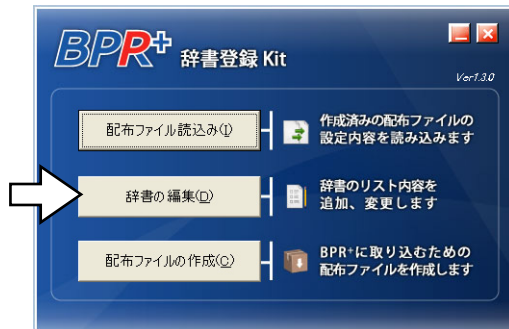 BPR+ 辞書登録 Kit
Ver1.3.0
配布ファイル読込み(I)
作成済みの配布ファイルの
設定内容を読み込みます
辞書の編集(D)
辞書のリスト内容を
追加、変更します
配布ファイルの作成(C)
BPR+に取り込むための
配布ファイルを作成します